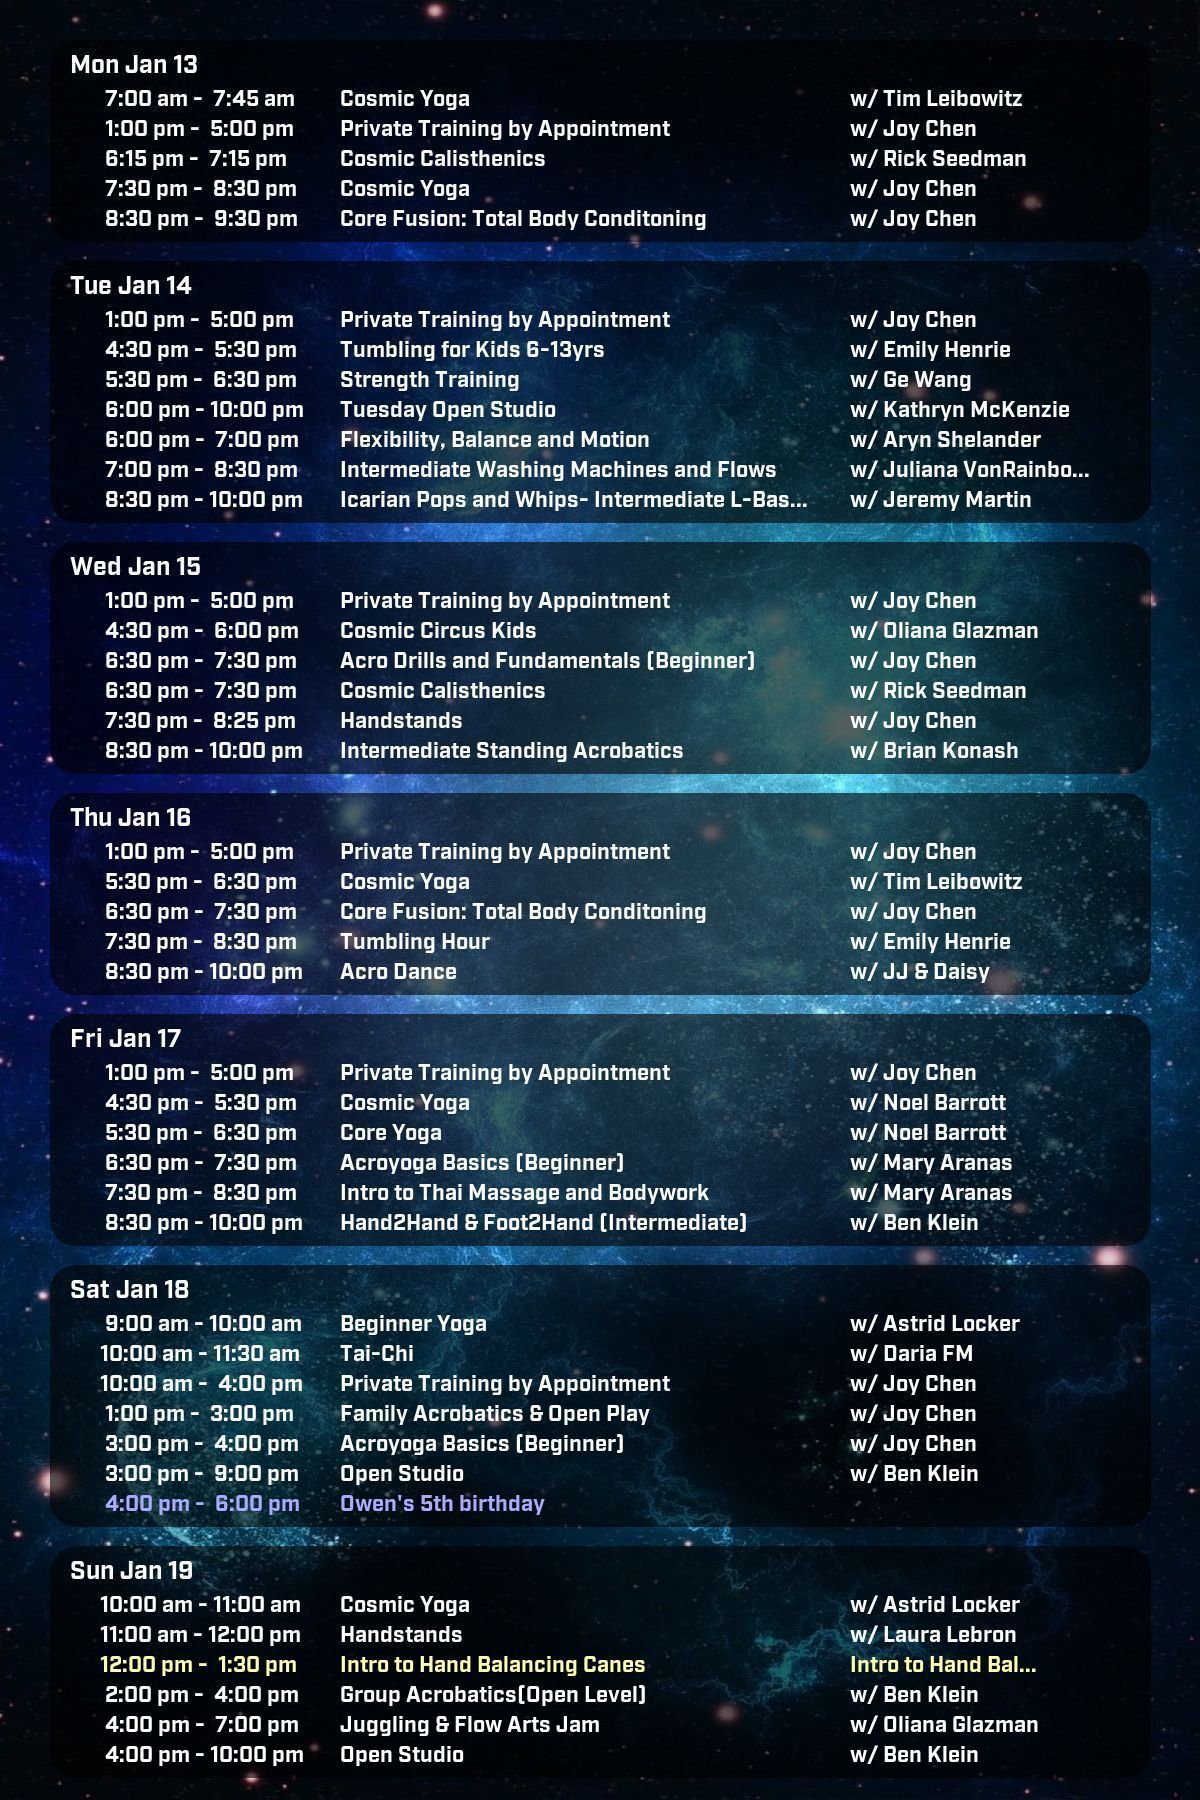 Mon Jan 13
7:00 am - 7:45 am Cosmic Yoga w/ Tim Leibowitz
1:00 pm - 5:00 pm Private Training by Appointment w/ Joy Chen
6:15 pm - 7:15 pm Cosmic Calisthenics w/ Rick Seedman
7:30 pm - 8:30 pm Cosmic Yoga w/ Joy Chen
8:30 pm - 9:30 pm Core Fusion: Total Body Conditoning w/ Joy Chen
Tue Jan 14
1:00 pm - 5:00 pm Private Training by Appointment w/ Joy Chen
4:30 pm - 5:30 pm Tumbling for Kids 6-13yrs w/ Emily Henrie
5:30 pm - 6:30 pm Strength Training w/ Ge Wang
6:00 pm - 10:00 pm Tuesday Open Studio w/ Kathryn McKenzie
6:00 pm - 7:00 pm Flexibility, Balance and Motion w/ Aryn Shelander
7:00 pm - 8:30 pm Intermediate Washing Machines and Flows w/ Juliana VonRainbo...
8:30 pm - 10:00 pm Icarian Pops and Whips- Intermediate L-Bas... w/ Jeremy Martin
Wed Jan 15
1:00 pm - 5:00 pm Private Training by Appointment w/ Joy Chen
4:30 pm - 6:00 pm Cosmic Circus Kids w/ Oliana Glazman
6:30 pm - 7:30 pm Acro Drills and Fundamentals (Beginner) w/ Joy Chen
6:30 pm - 7:30 pm Cosmic Calisthenics w/ Rick Seedman
7:30 pm - 8:25 pm Handstands w/ Joy Chen
8:30 pm - 10:00 pm Intermediate Standing Acrobatics w/ Brian Konash
Thu Jan 16
1:00 pm - 5:00 pm Private Training by Appointment w/ Joy Chen
5:30 pm - 6:30 pm Cosmic Yoga w/ Tim Leibowitz
6:30 pm - 7:30 pm Core Fusion: Total Body Conditoning w/ Joy Chen
7:30 pm - 8:30 pm Tumbling Hour w/ Emily Henrie
8:30 pm - 10:00 pm Acro Dance w/ JJ & Daisy
Fri Jan 17
1:00 pm - 5:00 pm Private Training by Appointment w/ Joy Chen
4:30 pm - 5:30 pm Cosmic Yoga w/ Noel Barrott
5:30 pm - 6:30 pm Core Yoga w/ Noel Barrott
6:30 pm - 7:30 pm Acroyoga Basics (Beginner) w/ Mary Aranas
7:30 pm - 8:30 pm Intro to Thai Massage and Bodywork w/ Mary Aranas
8:30 pm - 10:00 pm Hand2Hand & Foot2Hand (Intermediate) w/ Ben Klein
Sat Jan 18
9:00 am - 10:00 am Beginner Yoga w/ Astrid Locker
10:00 am - 11:30 am Tai-Chi w/ Daria FM
10:00 am - 4:00 pm Private Training by Appointment w/ Joy Chen
1:00 pm - 3:00 pm Family Acrobatics & Open Play w/ Joy Chen
3:00 pm - 4:00 pm Acroyoga Basics (Beginner) w/ Joy Chen
3:00 pm - 9:00 pm Open Studio w/ Ben Klein
4:00 pm - 6:00 pm Owen's 5th birthday
Sun Jan 19
10:00 am - 11:00 am Cosmic Yoga w/ Astrid Locker
11:00 am - 12:00 pm Handstands w/ Laura Lebron
12:00 pm - 1:30 pm Intro to Hand Balancing Canes Intro to Hand Bal...
2:00 pm - 4:00 pm Group Acrobatics(Open Level) w/ Ben Klein
4:00 pm - 7:00 pm Juggling & Flow Arts Jam w/ Oliana Glazman
4:00 pm - 10:00 pm Open Studio w/ Ben Klein